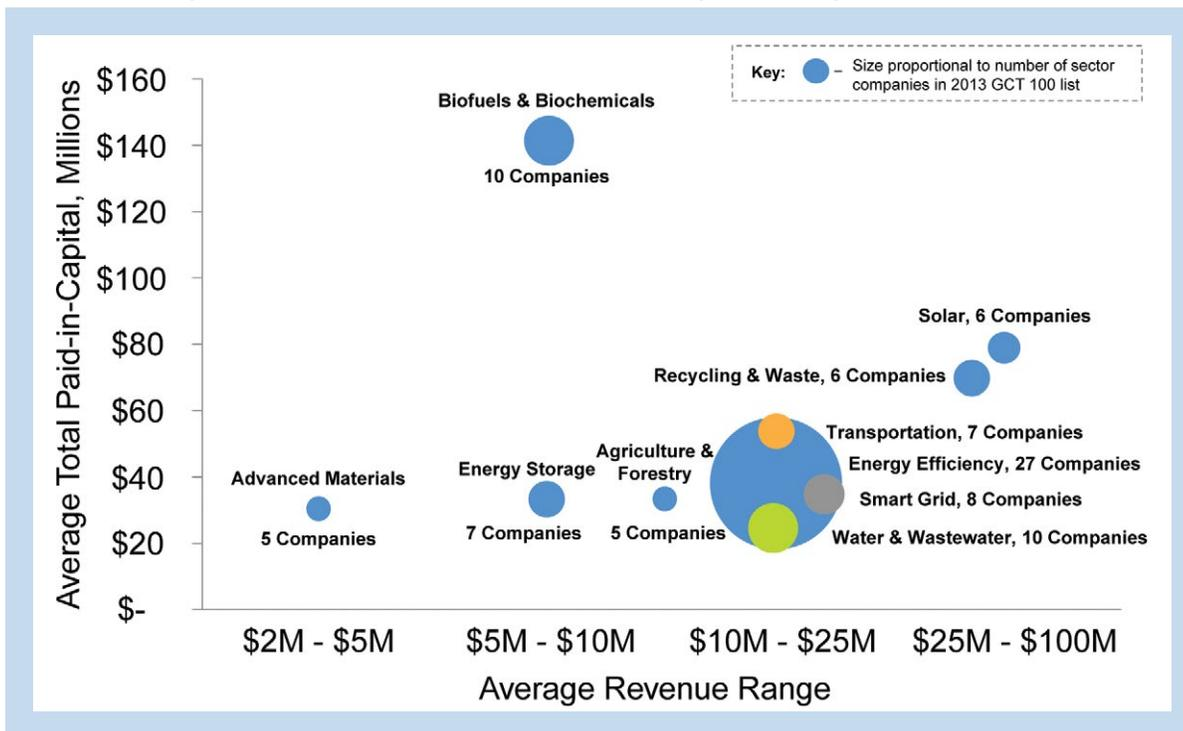 Key: – Size proportional to number of sector
companies in 2013 GCT 100 list
Average Total Paid-in-Capital, Millions
$160
$140
$120
$100
$80
$60
$40
$20
$-
Biofuels & Biochemicals
10 Companies
Solar, 6 Companies
Recycling & Waste, 6 Companies
Transportation, 7 Companies
Energy Efficiency, 27 Companies
Smart Grid, 8 Companies
Water & Wastewater, 10 Companies
Agriculture &
Forestry
5 Companies
Energy Storage
7 Companies
Advanced Materials
5 Companies
$2M - $5M
$5M - $10M
$10M - $25M
$25M - $100M
Average Revenue Range